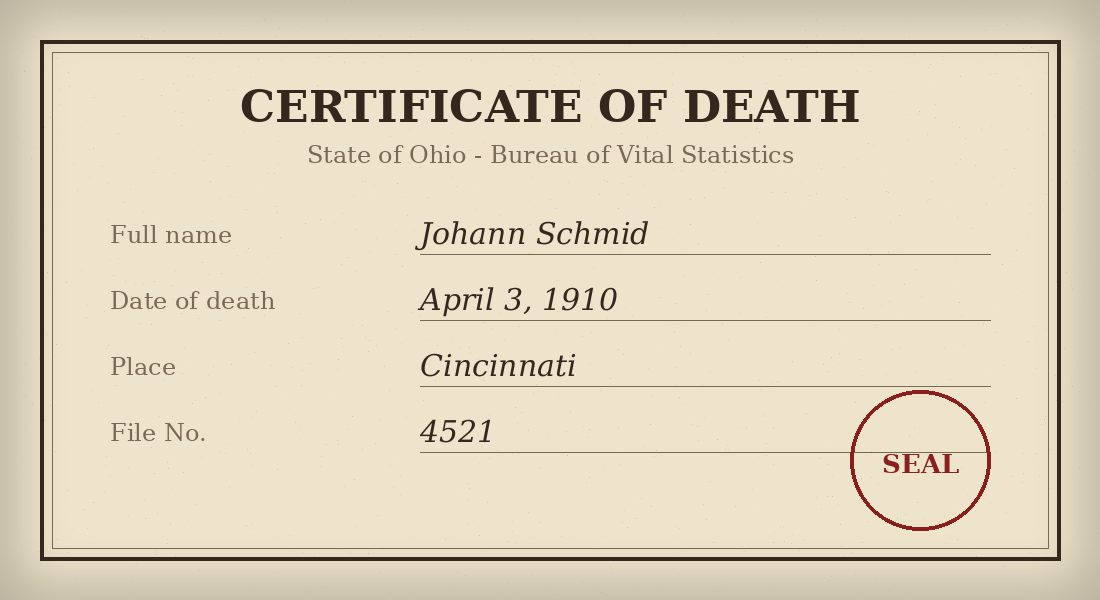 CERTIFICATE OF DEATH
State of Ohio - Bureau of Vital Statistics
Full name Johann Schmid
Date of death April 3, 1910
Place Cincinnati
File No. 4521
SEAL